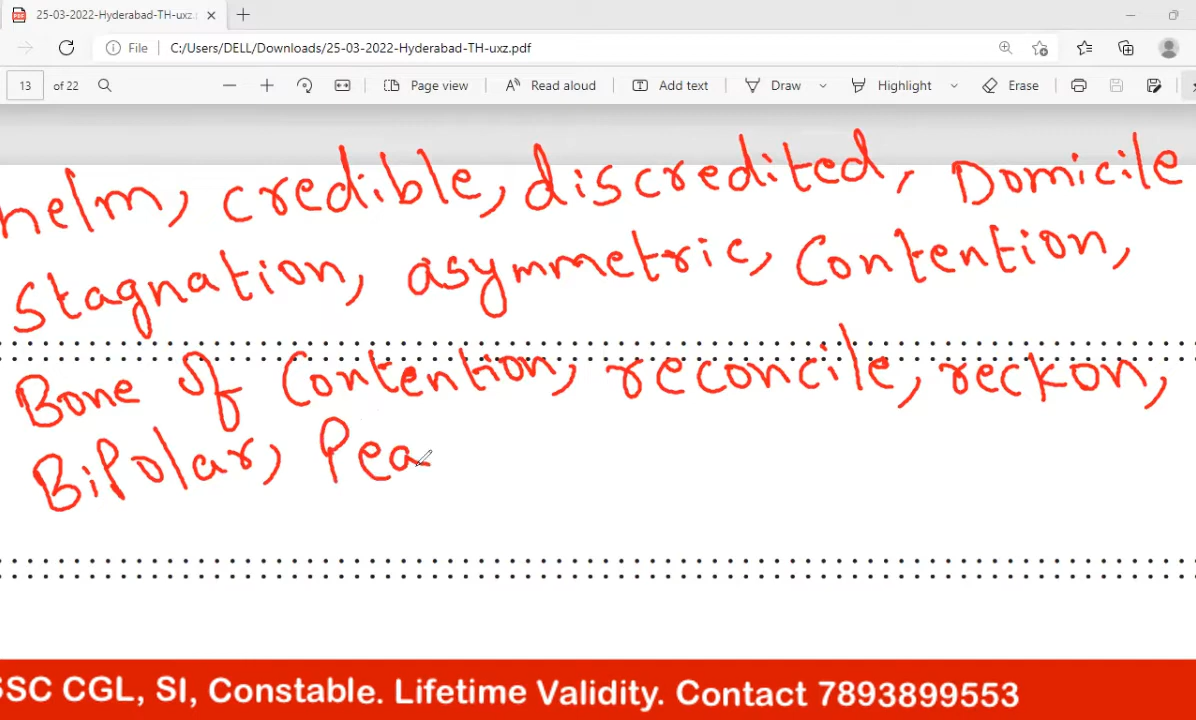 25-03-2022-Hyderabad-TH-uxz.
File C:/Users/DELL/Downloads/25-03-2022-Hyderabad-TH-uxz.pdf
13 of 22 Page view Read aloud Add text Draw Highlight Erase
helm, credible, discredited, Domicile
Stagnation, asymmetric, Contention,
Bone of Contention, reconcile, reckon,
Bipolar, Pea
SSC CGL, SI, Constable. Lifetime Validity. Contact 7893899553